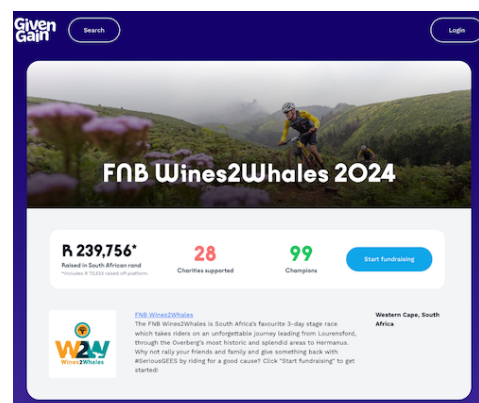 Given
Gain
Search
Login
FNB Wines2Whales 2024
R 239,756*
Raised in South African rand
*Includes R 72,653 raised off platform.
28
Charities supported
99
Champions
Start fundraising
W2W
Wines2Whales
FNB Wines2Whales
The FNB Wines2Whales is South Africa's favourite 3-day stage race
which takes riders on an unforgettable journey leading from Lourensford,
through the Overberg's most historic and splendid areas to Hermanus.
Why not rally your friends and family and give something back with
#SeriousGEES by riding for a good cause? Click "Start fundraising" to get
started!
Western Cape, South
Africa